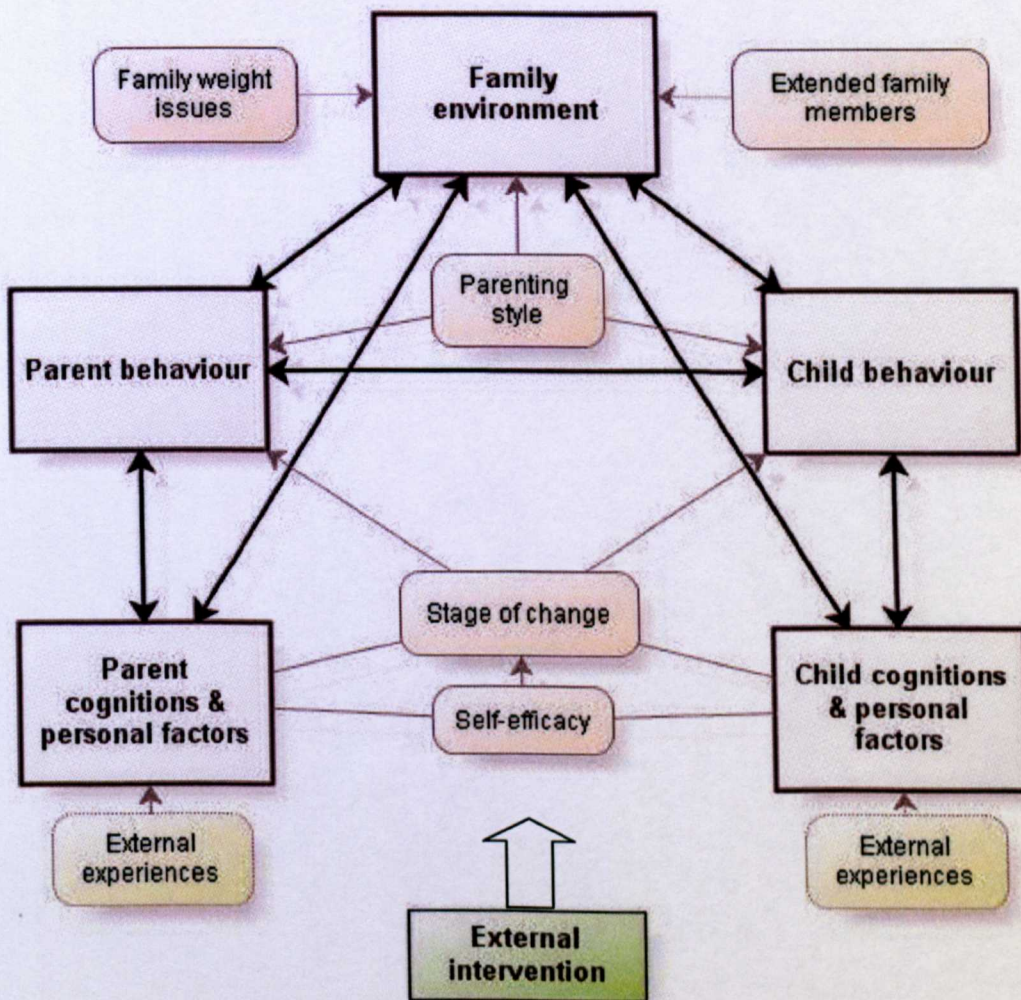 Family weight
issues
Family
environment
Extended family
members
Parenting
style
Parent behaviour
Child behaviour
Stage of change
Parent
cognitions &
personal factors
Self-efficacy
Child cognitions
& personal
factors
External
experiences
External
experiences
External
intervention